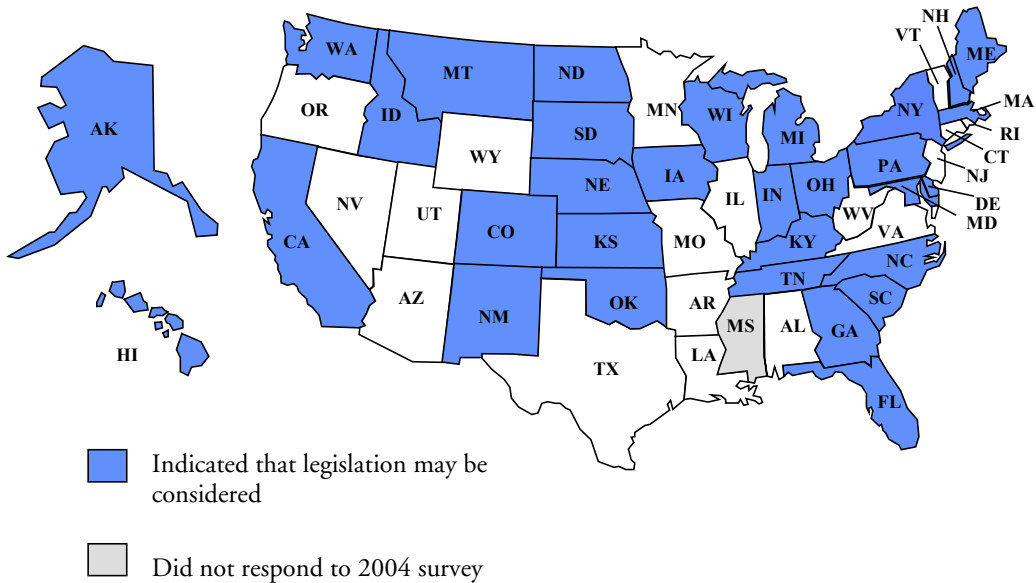 NH
VT
WA
MT
ND
ME
MN
MA
AK
OR
ID
WI
NY
SD
MI
RI
WY
CT
PA
NJ
IA
NE
OH
IL
IN
DE
NV
UT
WV
MD
CA
CO
KS
MO
KY
VA
NC
TN
AZ
OK
AR
SC
NM
MS
AL
GA
HI
LA
TX
FL
Indicated that legislation may be
considered
Did not respond to 2004 survey